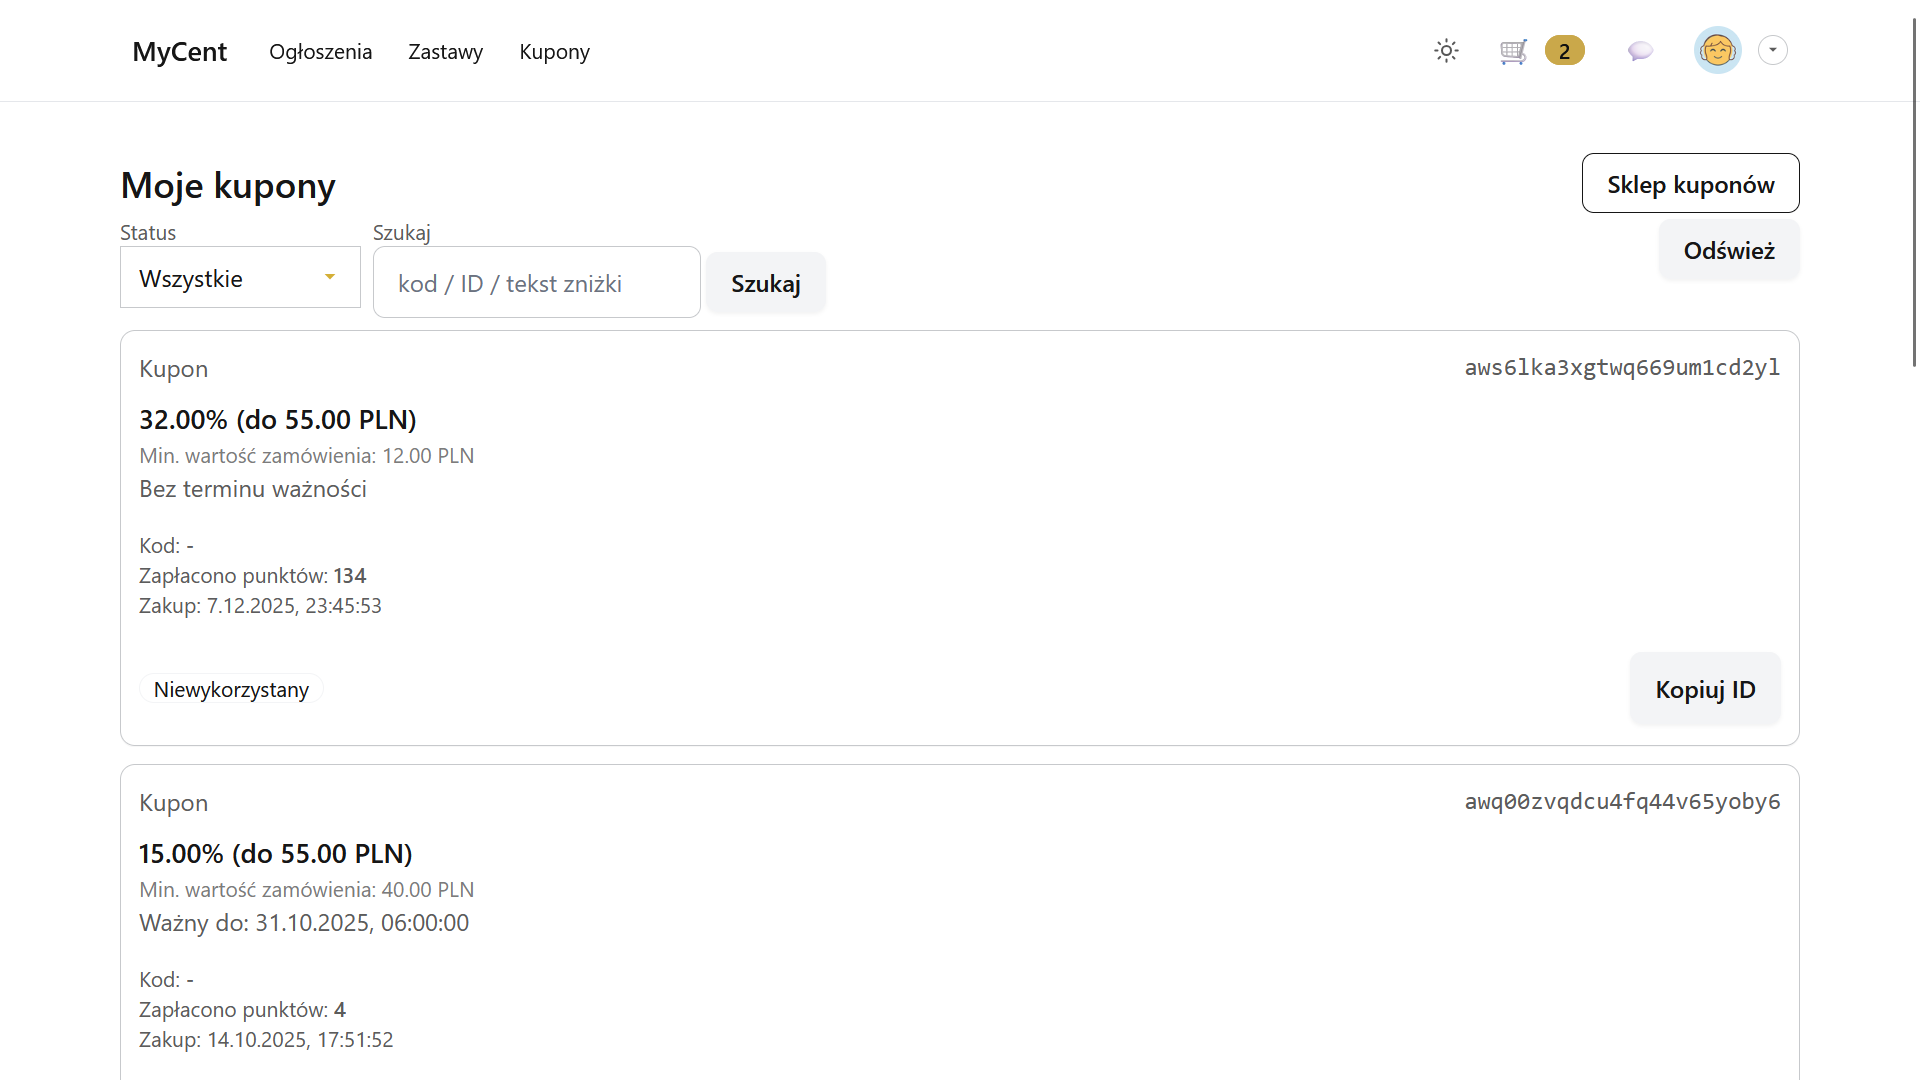 MyCent Ogłoszenia Zastawy Kupony 2
Moje kupony
Sklep kuponów
Status Szukaj
Odśwież
Wszystkie kod / ID / tekst zniżki Szukaj
Kupon aws6lka3xgtwq669um1cd2yl
32.00% (do 55.00 PLN)
Min. wartość zamówienia: 12.00 PLN
Bez terminu ważności
Kod: -
Zapłacono punktów: 134
Zakup: 7.12.2025, 23:45:53
Niewykorzystany Kopiuj ID
Kupon awq00zvqdcu4fq44v65yoby6
15.00% (do 55.00 PLN)
Min. wartość zamówienia: 40.00 PLN
Ważny do: 31.10.2025, 06:00:00
Kod: -
Zapłacono punktów: 4
Zakup: 14.10.2025, 17:51:52